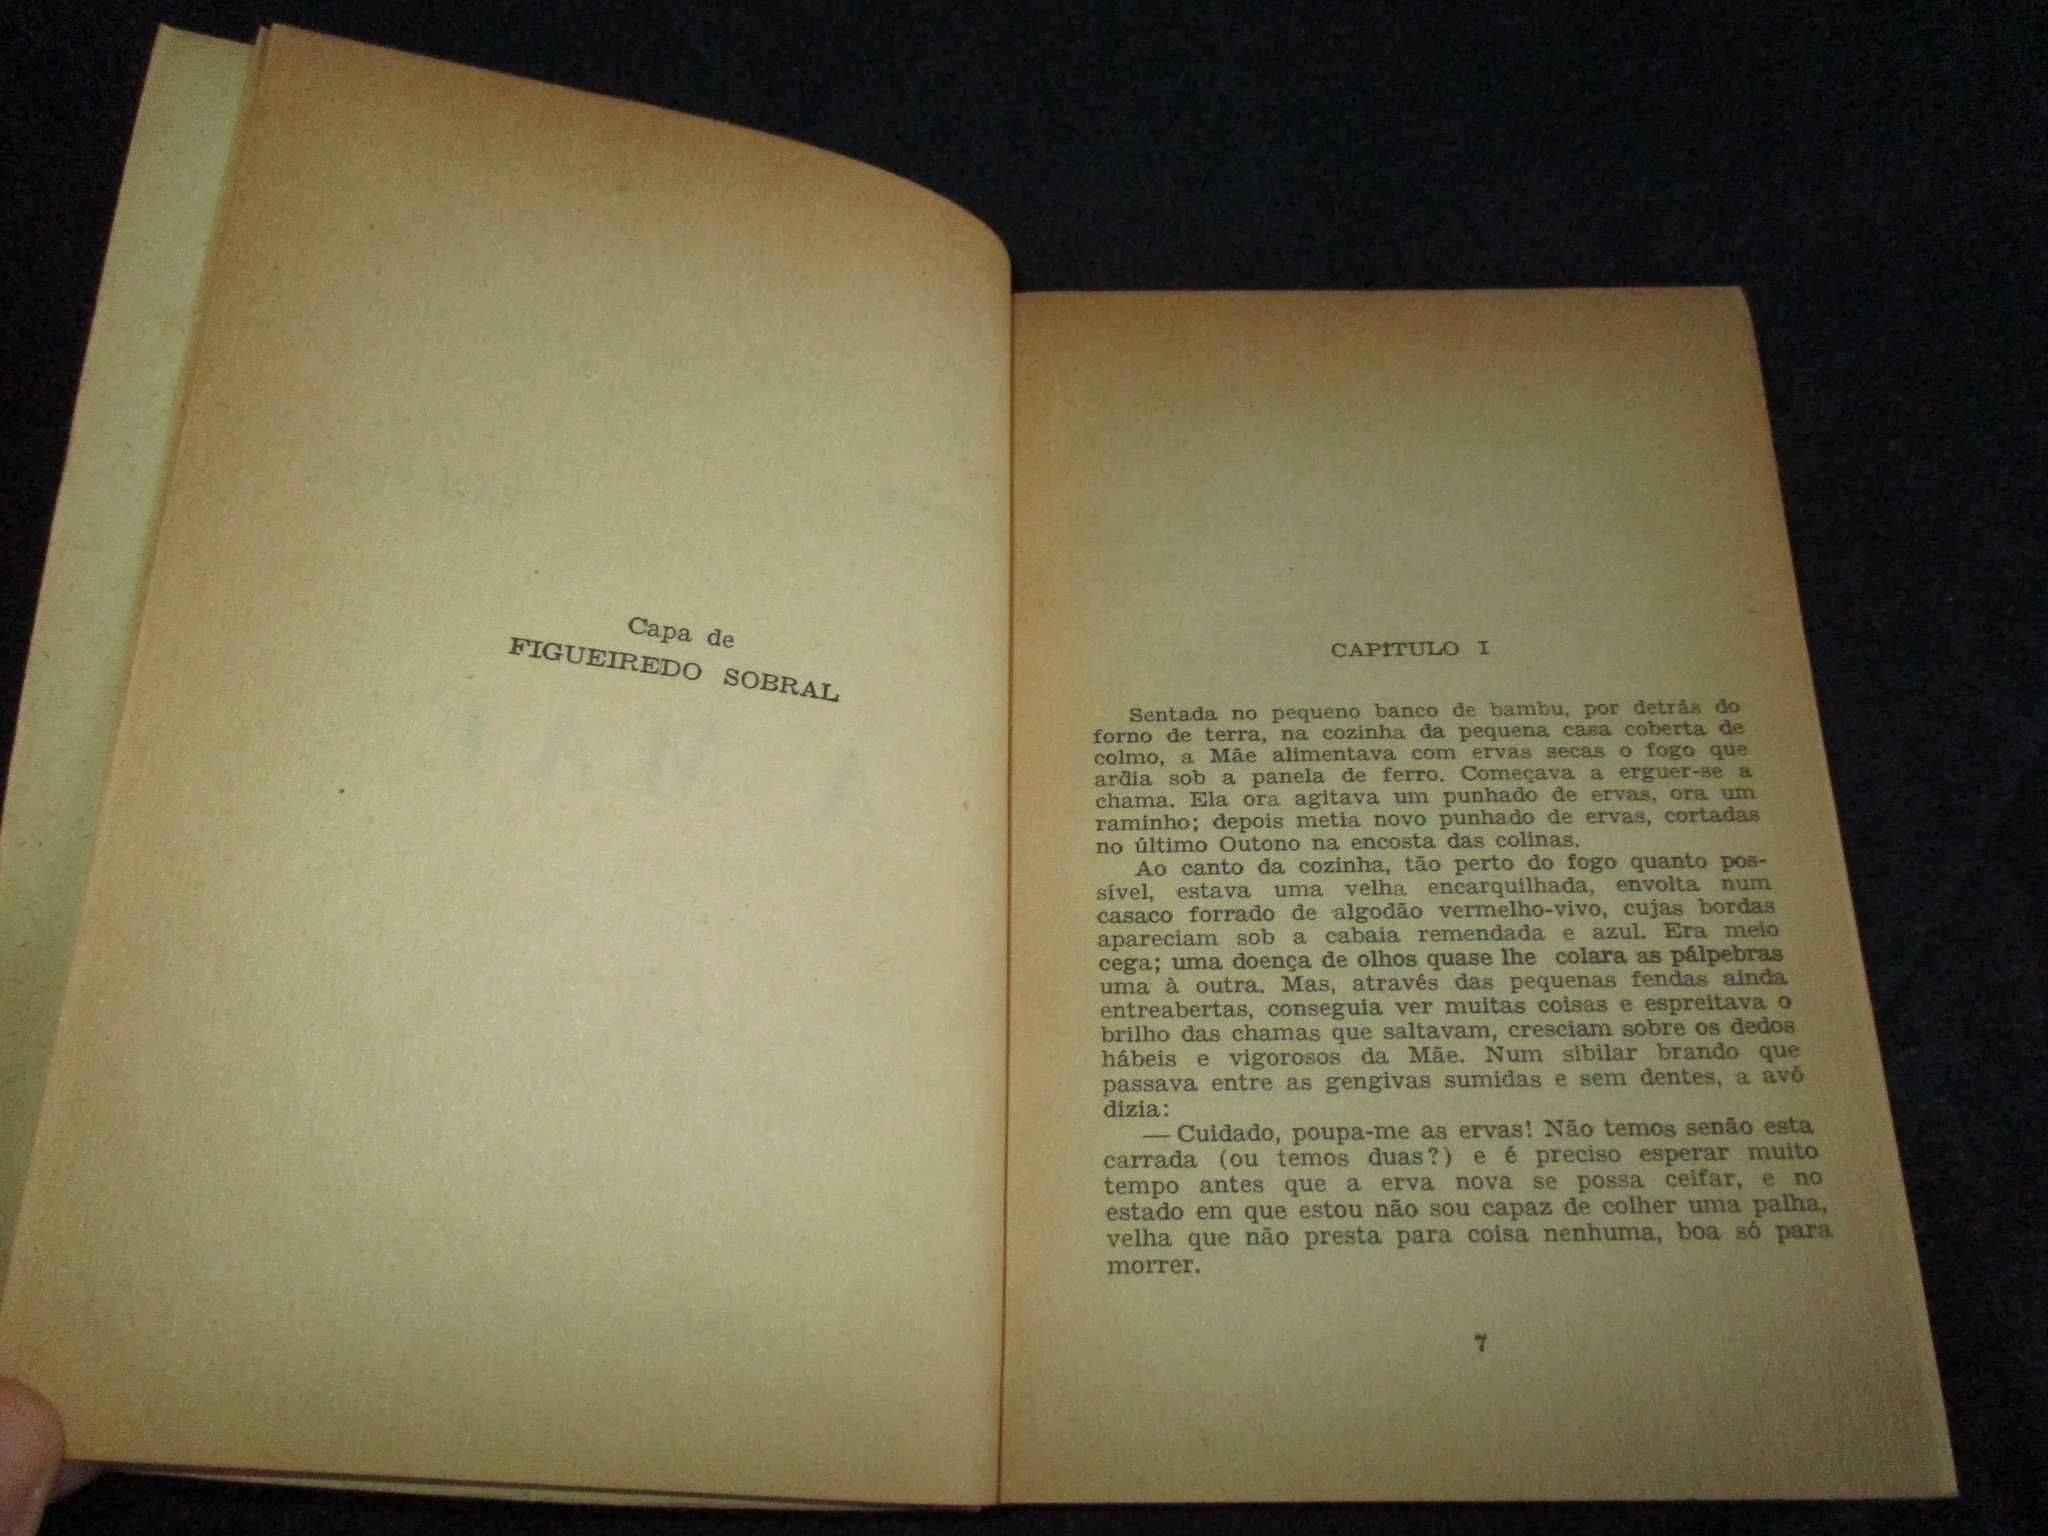 Capa de
FIGUEIREDO SOBRAL
CAPÍTULO I
Sentada no pequeno banco de bambu, por detrás do
forno de terra, na cozinha da pequena casa coberta de
colmo, a Mãe alimentava com ervas secas o fogo que
ardia sob a panela de ferro. Começava a erguer-se a
chama. Ela ora agitava um punhado de ervas, ora um
raminho; depois metia novo punhado de ervas, cortadas
no último Outono na encosta das colinas.
Ao canto da cozinha, tão perto do fogo quanto pos-
sível, estava uma velha encarquilhada, envolta num
casaco forrado de algodão vermelho-vivo, cujas bordas
apareciam sob a cabaia remendada e azul. Era meio
cega; uma doença de olhos quase lhe colara as pálpebras
uma à outra. Mas, através das pequenas fendas ainda
entreabertas, conseguia ver muitas coisas e espreitava o
brilho das chamas que saltavam, cresciam sobre os dedos
hábeis e vigorosos da Mãe. Num sibilar brando que
passava entre as gengivas sumidas e sem dentes, a avó
dizia:
— Cuidado, poupa-me as ervas! Não temos senão esta
carrada (ou temos duas?) e é preciso esperar muito
tempo antes que a erva nova se possa ceifar, e no
estado em que estou não sou capaz de colher uma palha,
velha que não presta para coisa nenhuma, boa só para
morrer.
7